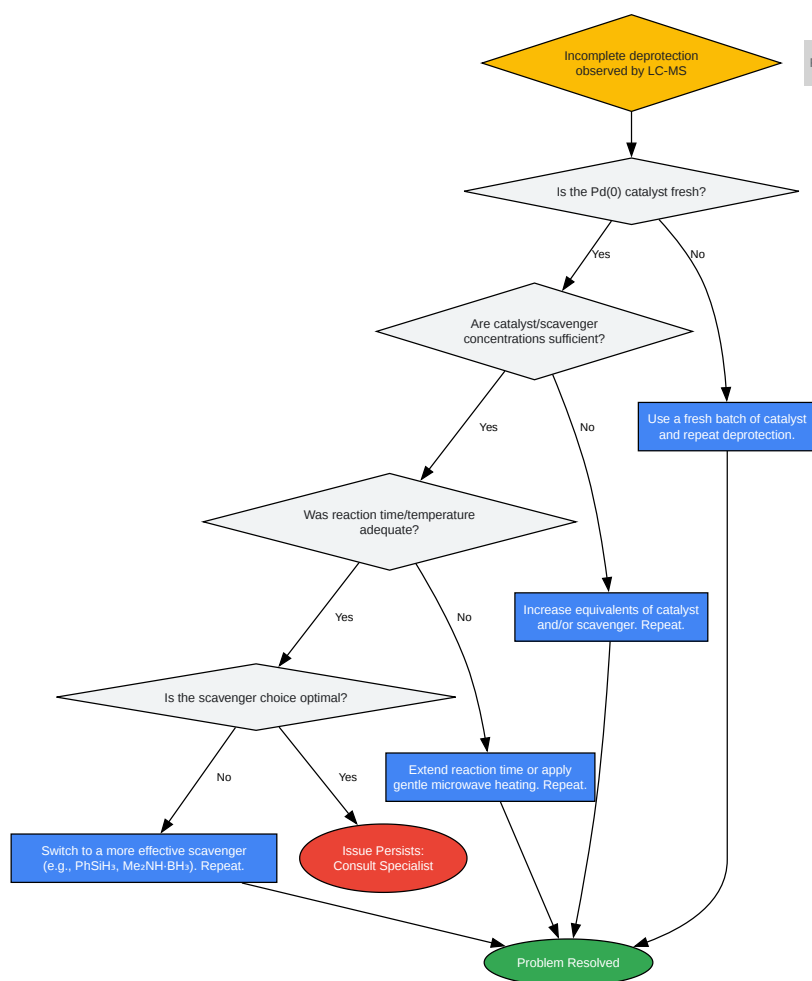 Incomplete deprotection
observed by LC-MS
Is the Pd(0) catalyst fresh?
Yes
No
Are catalyst/scavenger
concentrations sufficient?
Use a fresh batch of catalyst
and repeat deprotection.
Yes
No
Was reaction time/temperature
adequate?
Increase equivalents of catalyst
and/or scavenger. Repeat.
Yes
No
Is the scavenger choice optimal?
Extend reaction time or apply
gentle microwave heating. Repeat.
No
Yes
Switch to a more effective scavenger
(e.g., PhSiH₃, Me₂NH·BH₃). Repeat.
Issue Persists:
Consult Specialist
Problem Resolved